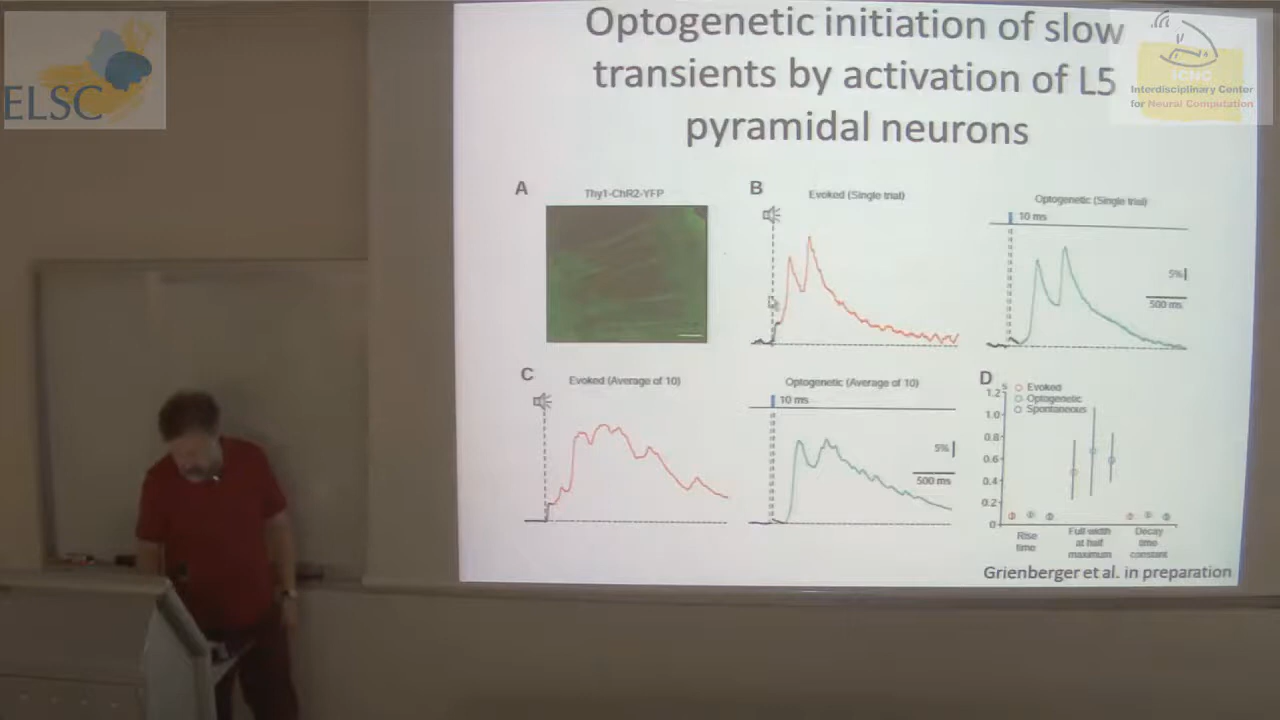 ELSC
Optogenetic initiation of slow
transients by activation of L5
pyramidal neurons
ICNC
Interdisciplinary Center
for Neural Computation
A
Thy1-ChR2-YFP
B
Evoked (Single trial)
Optogenetic (Single trial)
10 ms
5%
500 ms
C
Evoked (Average of 10)
Optogenetic (Average of 10)
10 ms
5%
500 ms
D
s
Evoked
Optogenetic
Spontaneous
1.2
1.0
0.8
0.6
0.4
0.2
0
Rise
time
Full width
at half
maximum
Decay
time
constant
Grienberger et al. in preparation